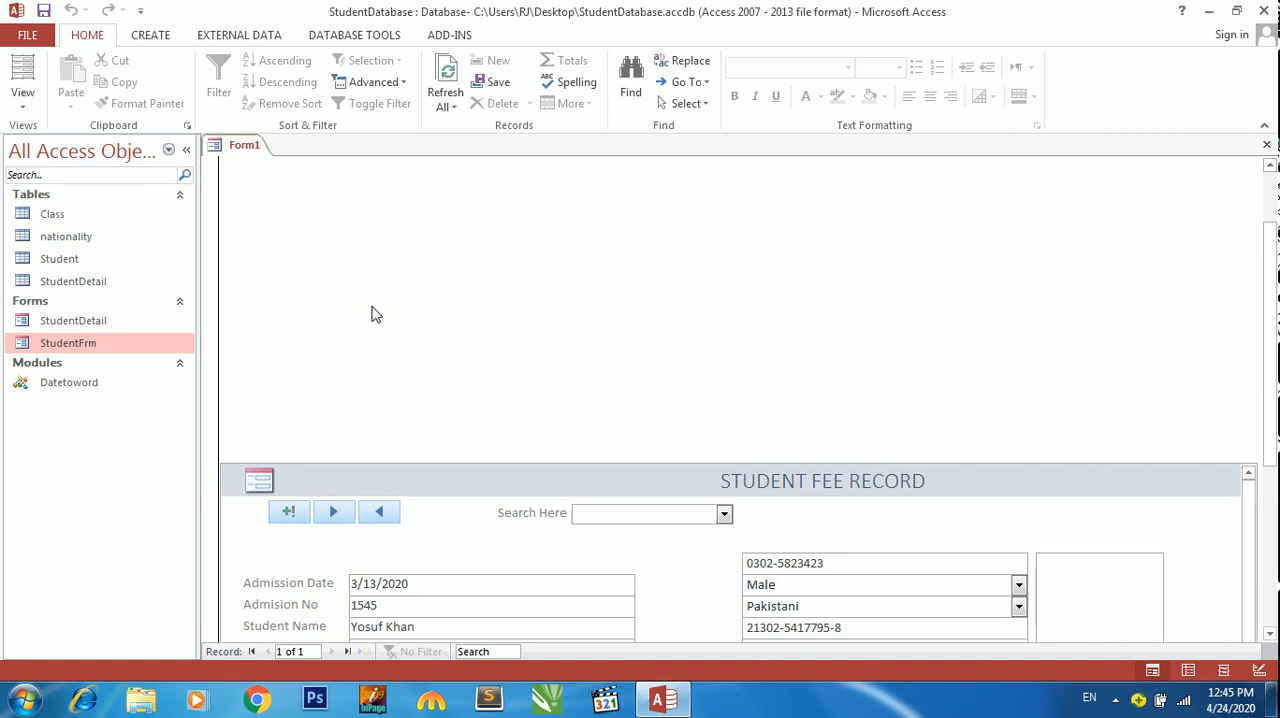 StudentDatabase : Database- C:\Users\RJ\Desktop\StudentDatabase.accdb (Access 2007 - 2013 file format) - Microsoft Access
FILE HOME CREATE EXTERNAL DATA DATABASE TOOLS ADD-INS Sign in
View
Views
Paste
Cut
Copy
Format Painter
Clipboard
Filter
Ascending
Descending
Remove Sort
Selection
Advanced
Toggle Filter
Sort & Filter
Refresh
All
New
Save
Delete
Totals
Spelling
More
Records
Find
Replace
Go To
Select
Find
B I U A
Text Formatting
All Access Obje...
Search...
Tables
Class
nationality
Student
StudentDetail
Forms
StudentDetail
StudentFrm
Modules
Datetoword
Form1
STUDENT FEE RECORD
Search Here
Admission Date 3/13/2020
Admision No 1545
Student Name Yosuf Khan
0302-5823423
Male
Pakistani
21302-5417795-8
Record: 1 of 1 No Filter Search
Ps
InPage
S
321
EN
12:45 PM
4/24/2020